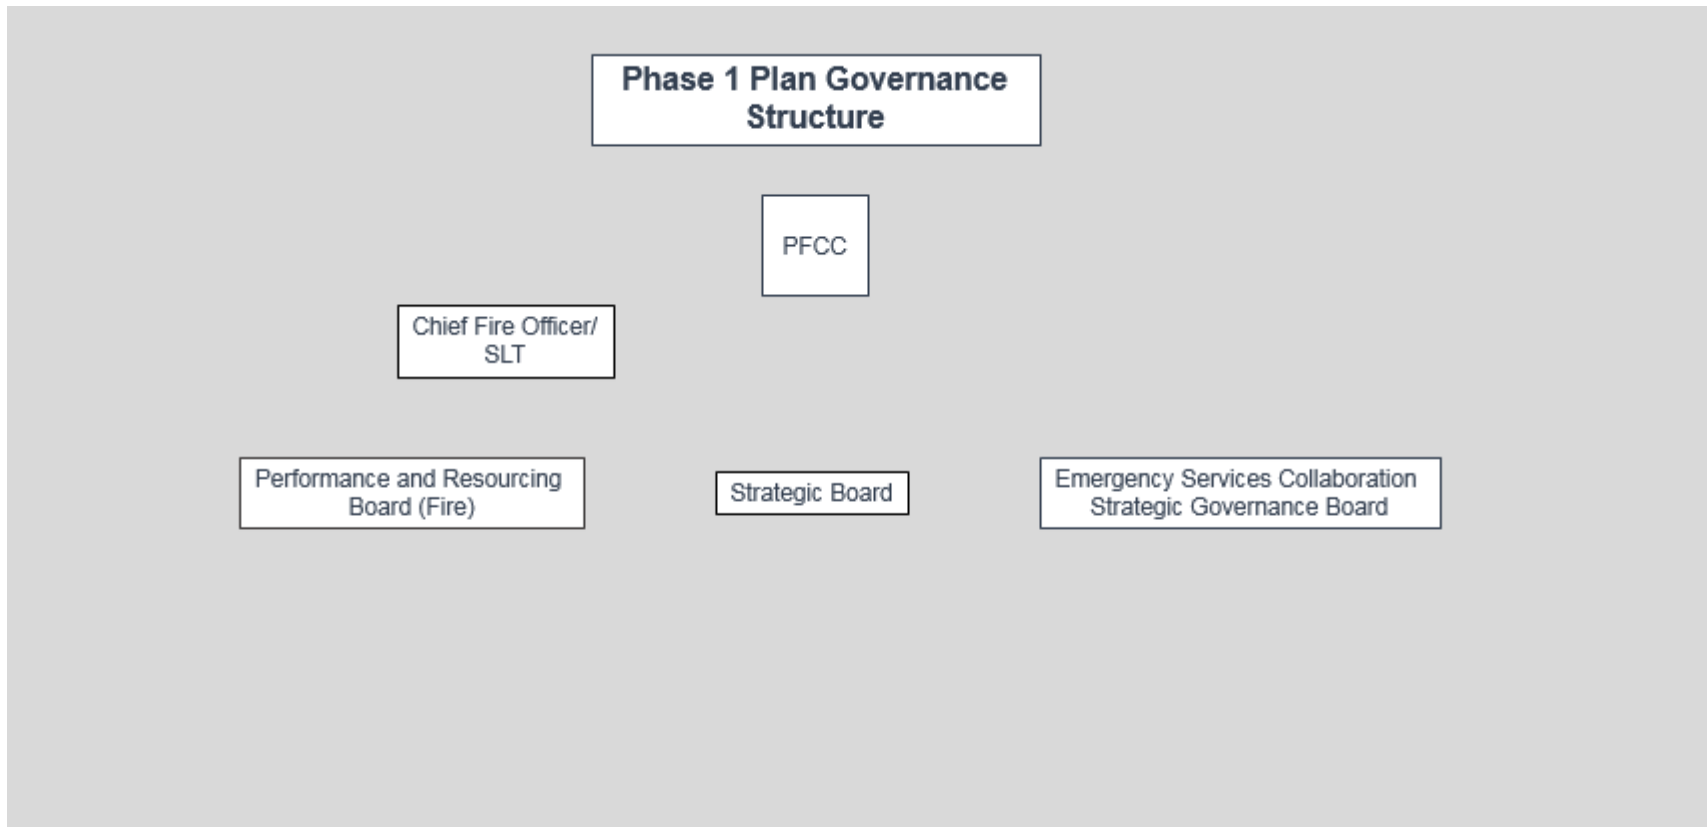 Phase 1 Plan Governance
Structure
PFCC
Chief Fire Officer/
SLT
Performance and Resourcing
Board (Fire)
Strategic Board
Emergency Services Collaboration
Strategic Governance Board